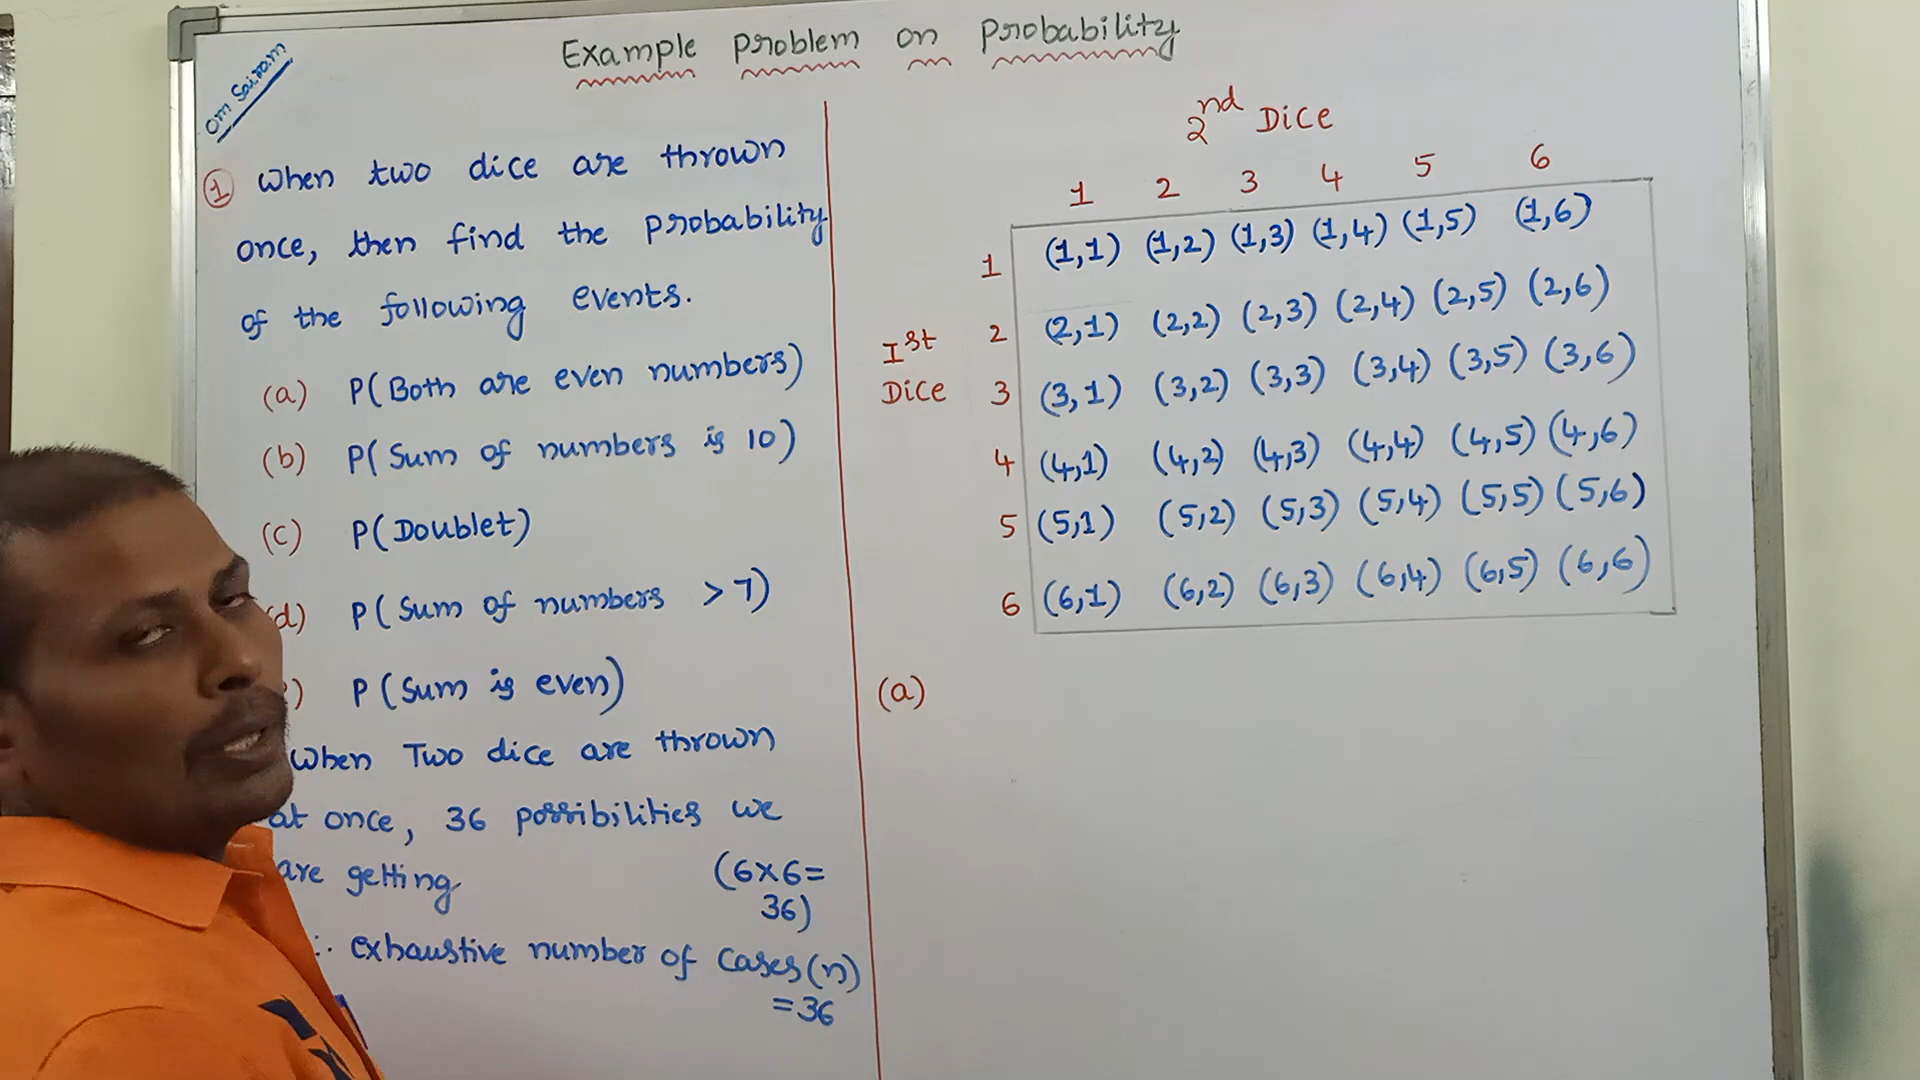 Example Problem on Probability
Om Sairam
1 When two dice are thrown
once, then find the probability
of the following events.
(a) P(Both are even numbers)
(b) P(Sum of numbers is 10)
(c) P(Doublet)
d) P(Sum of numbers > 7)
) P(Sum is even)
When Two dice are thrown
at once, 36 possibilities we
are getting (6×6=
36)
∴ exhaustive number of cases(n)
=36
2nd Dice
1 2 3 4 5 6
1 (1,1) (1,2) (1,3) (1,4) (1,5) (1,6)
Ist
Dice
2 (2,1) (2,2) (2,3) (2,4) (2,5) (2,6)
3 (3,1) (3,2) (3,3) (3,4) (3,5) (3,6)
4 (4,1) (4,2) (4,3) (4,4) (4,5) (4,6)
5 (5,1) (5,2) (5,3) (5,4) (5,5) (5,6)
6 (6,1) (6,2) (6,3) (6,4) (6,5) (6,6)
(a)